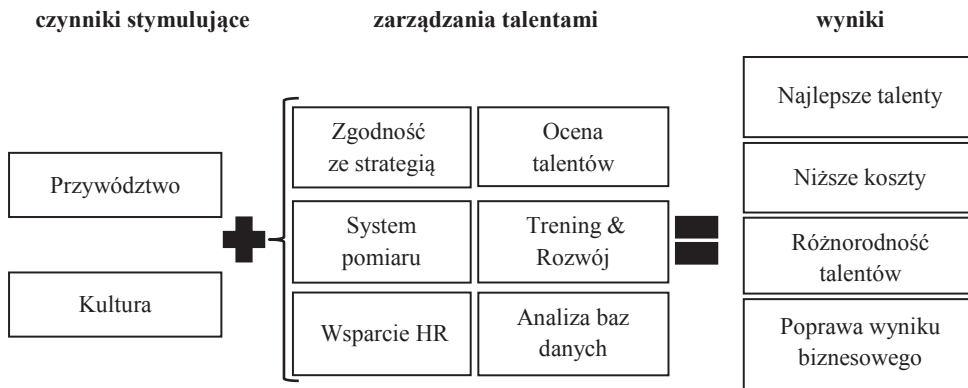 czynniki stymulujące
zarządzania talentami
wyniki
Przywództwo
Kultura
Zgodność
ze strategią
Ocena
talentów
System
pomiaru
Trening &
Rozwój
Wsparcie HR
Analiza baz
danych
Najlepsze talenty
Niższe koszty
Różnorodność
talentów
Poprawa wyniku
biznesowego